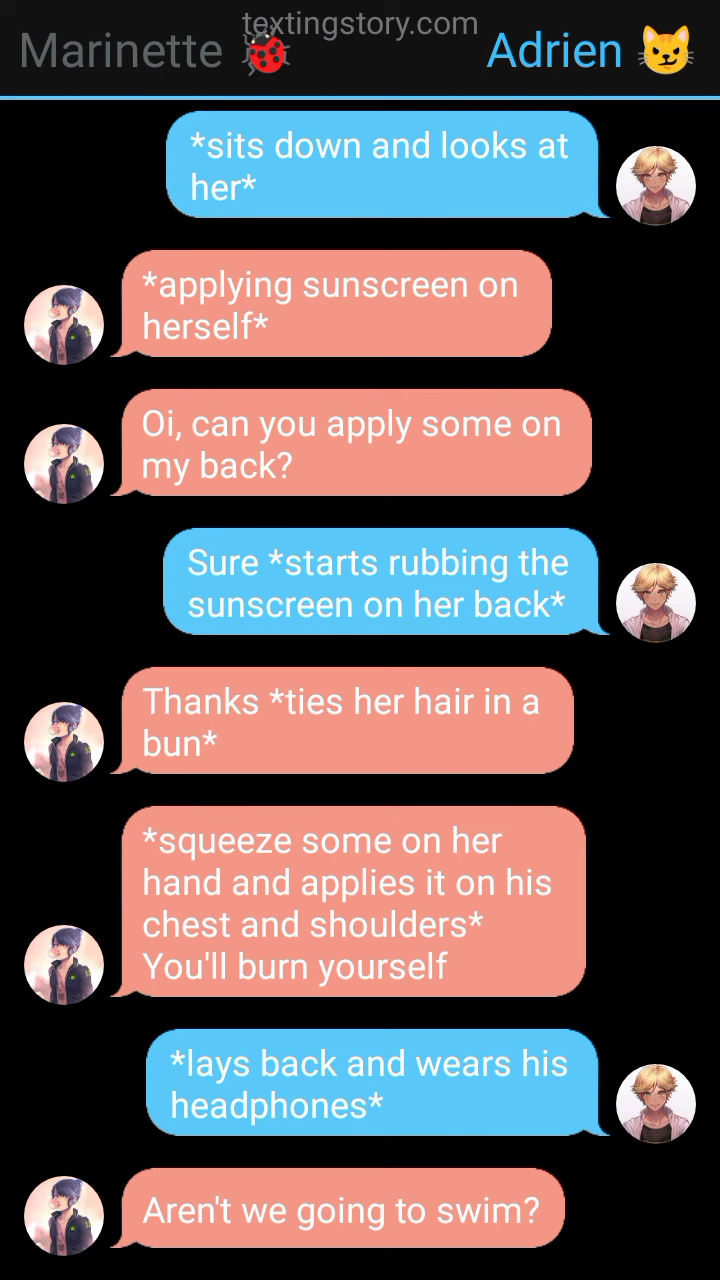 textingstory.com
Marinette 🐞
Adrien 😼
*sits down and looks at
her*
*applying sunscreen on
herself*
Oi, can you apply some on
my back?
Sure *starts rubbing the
sunscreen on her back*
Thanks *ties her hair in a
bun*
*squeeze some on her
hand and applies it on his
chest and shoulders*
You'll burn yourself
*lays back and wears his
headphones*
Aren't we going to swim?